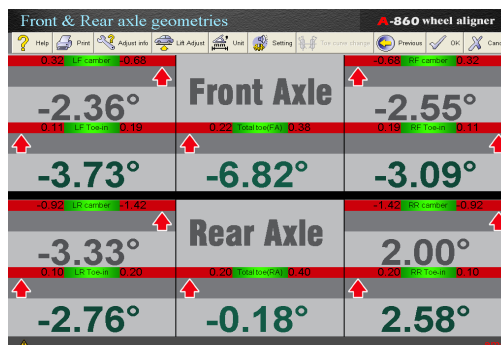 Front & Rear axle geometries
A-860 wheel aligner
Help Print Adjust info Lift Adjust Unit Setting Toe curve change Previous OK
0.32 LF camber -0.68
-0.68 RF camber 0.32
-2.36°
Front Axle
-2.55°
0.11 LF Toe-in 0.19
0.22 Total toe(FA) 0.38
0.19 RF Toe-in 0.11
-3.73°
-6.82°
-3.09°
-0.92 LR camber -1.42
-1.42 RR camber -0.92
-3.33°
Rear Axle
2.00°
0.10 LR Toe-in 0.20
0.20 Total toe(RA) 0.40
0.20 RR Toe-in 0.10
-2.76°
-0.18°
2.58°